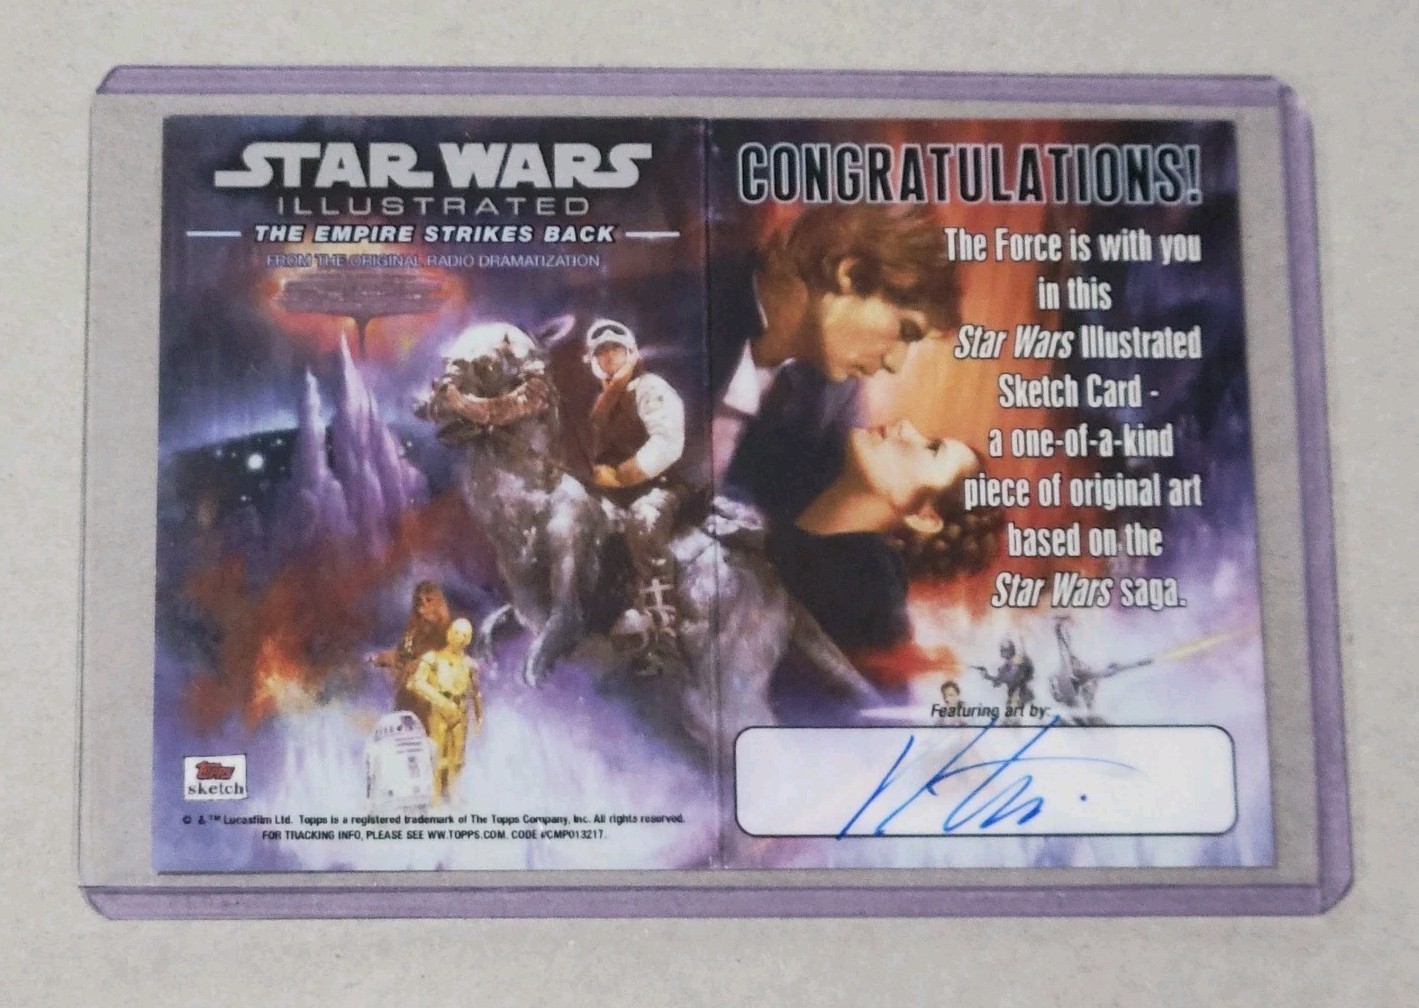 STAR WARS
ILLUSTRATED
THE EMPIRE STRIKES BACK
FROM THE ORIGINAL RADIO DRAMATIZATION
Topps
sketch
© & ™ Lucasfilm Ltd. Topps is a registered trademark of The Topps Company, Inc. All rights reserved.
FOR TRACKING INFO, PLEASE SEE WW.TOPPS.COM. CODE #CMP013217.
CONGRATULATIONS!
The Force is with you
in this
Star Wars Illustrated
Sketch Card -
a one-of-a-kind
piece of original art
based on the
Star Wars saga.
Featuring art by: